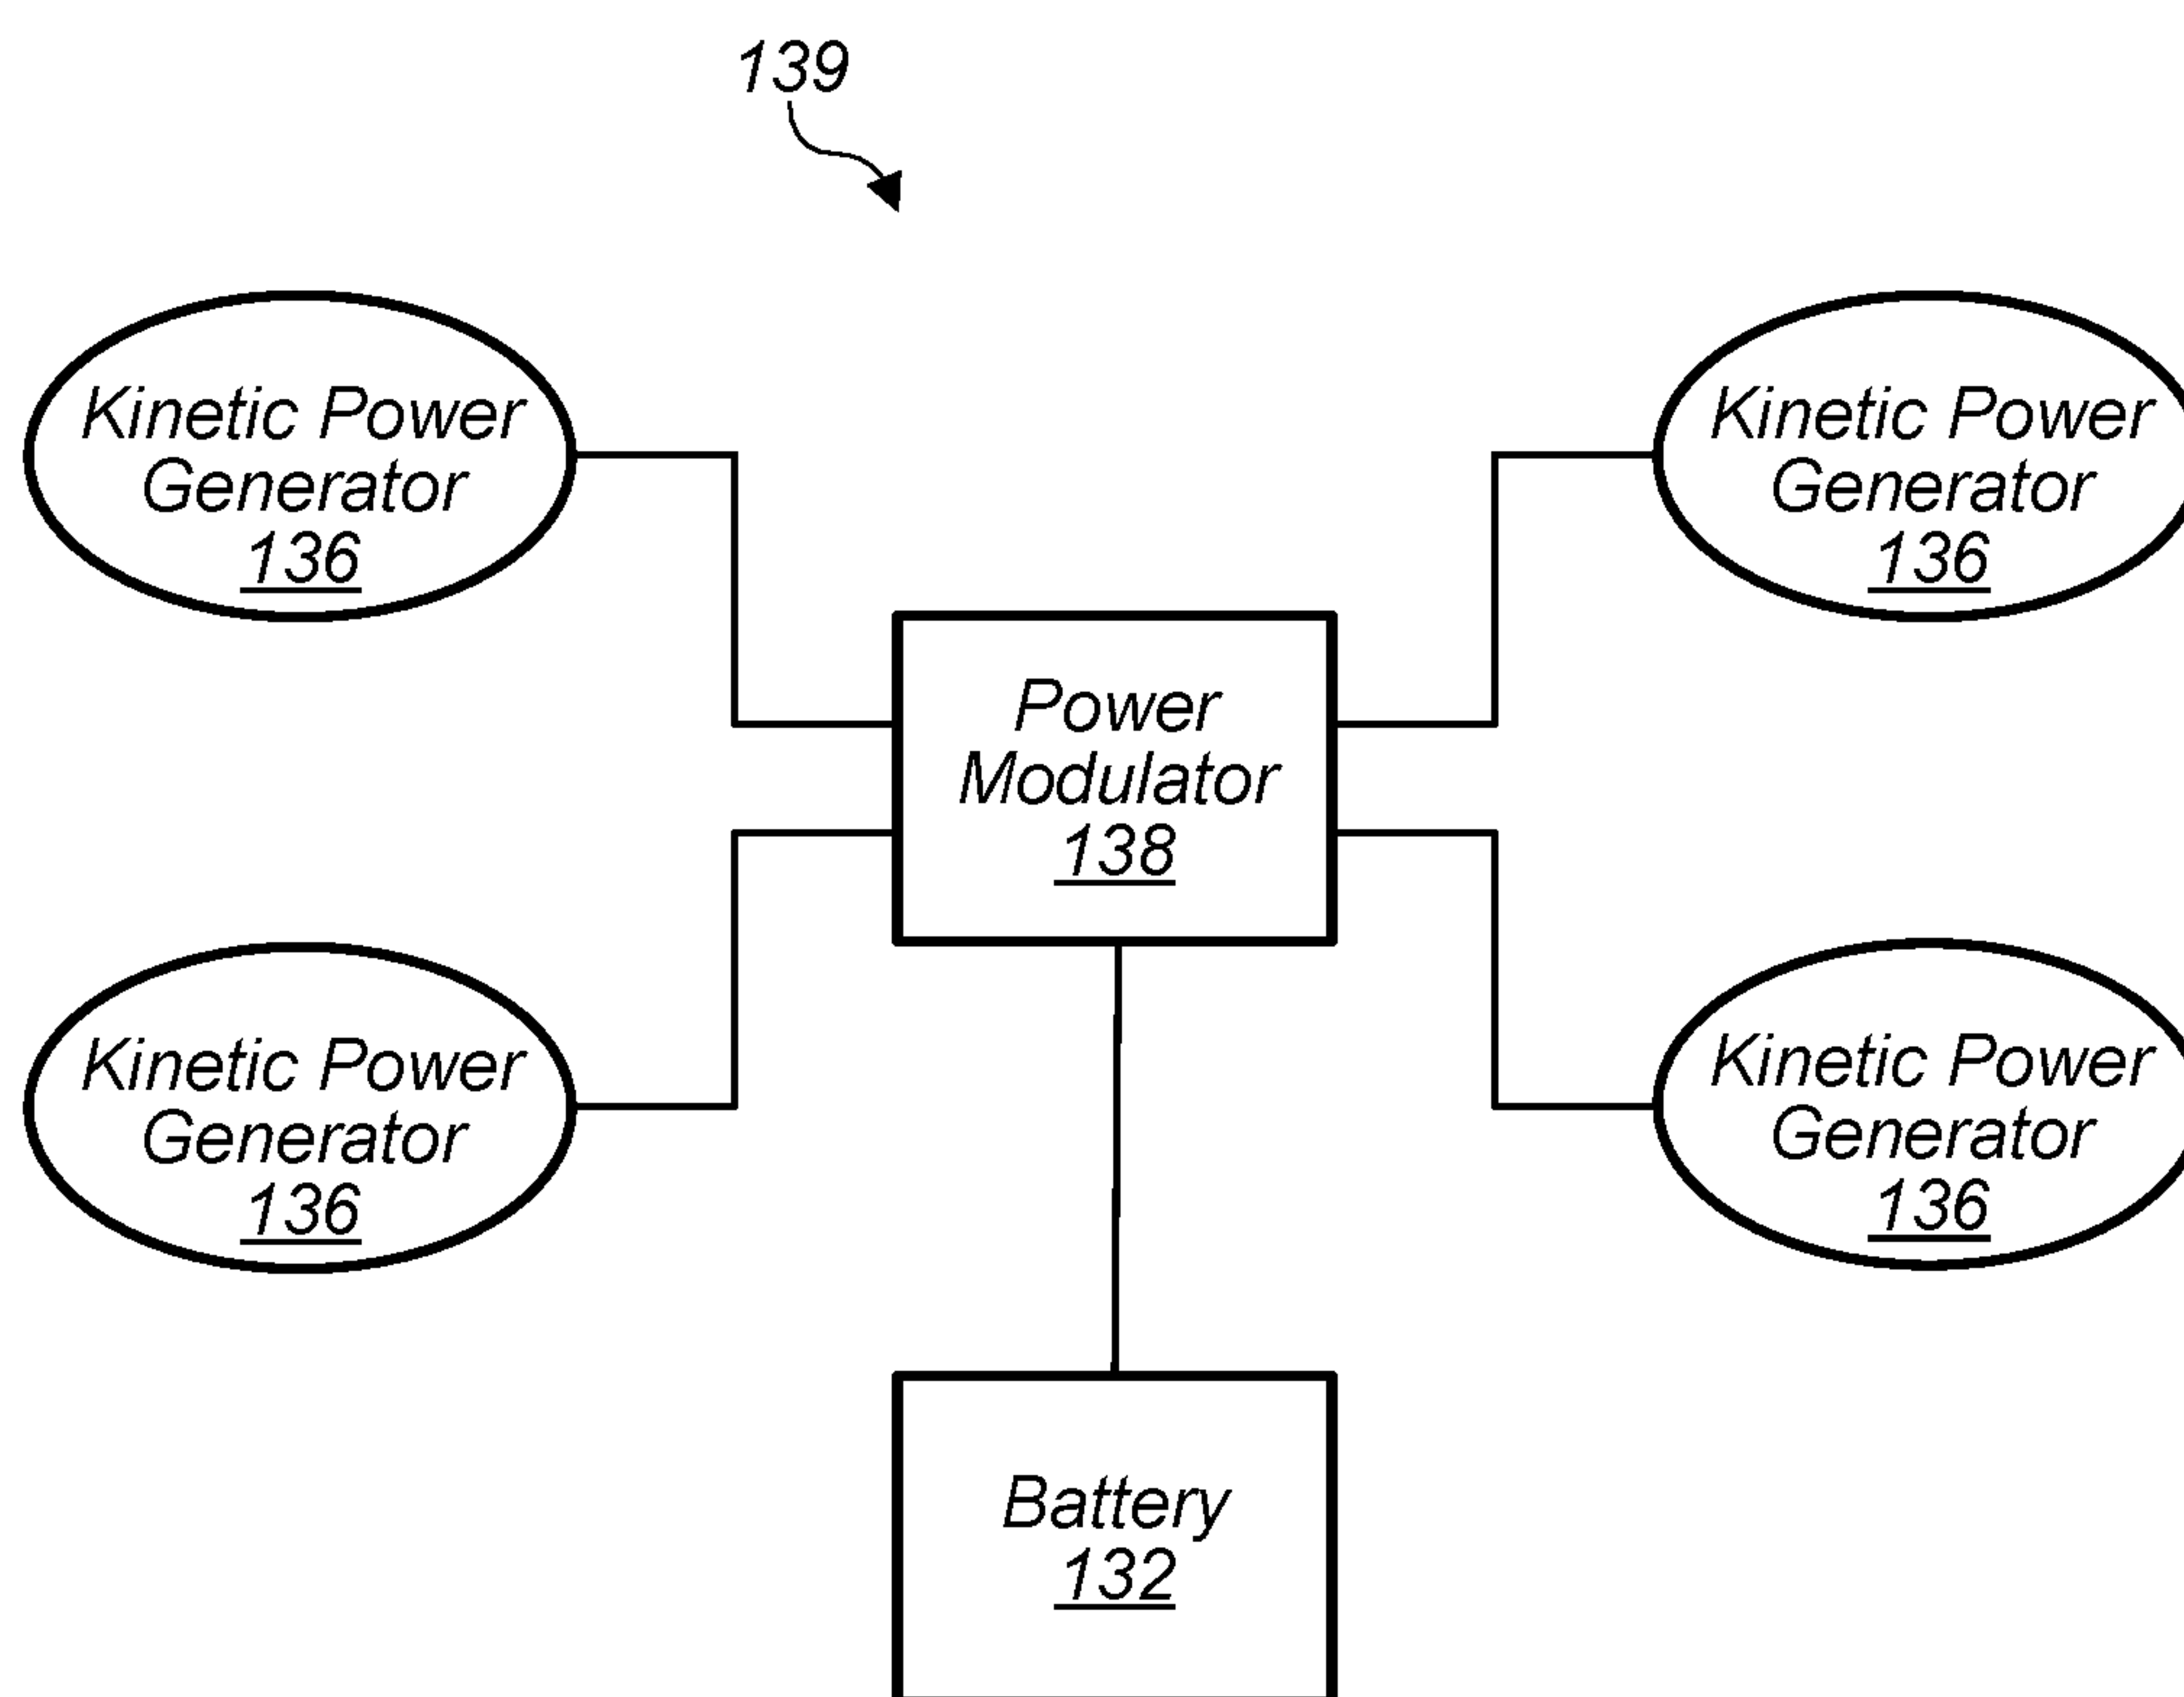 139
Kinetic Power
Generator
136
Kinetic Power
Generator
136
Power
Modulator
138
Kinetic Power
Generator
136
Kinetic Power
Generator
136
Battery
132